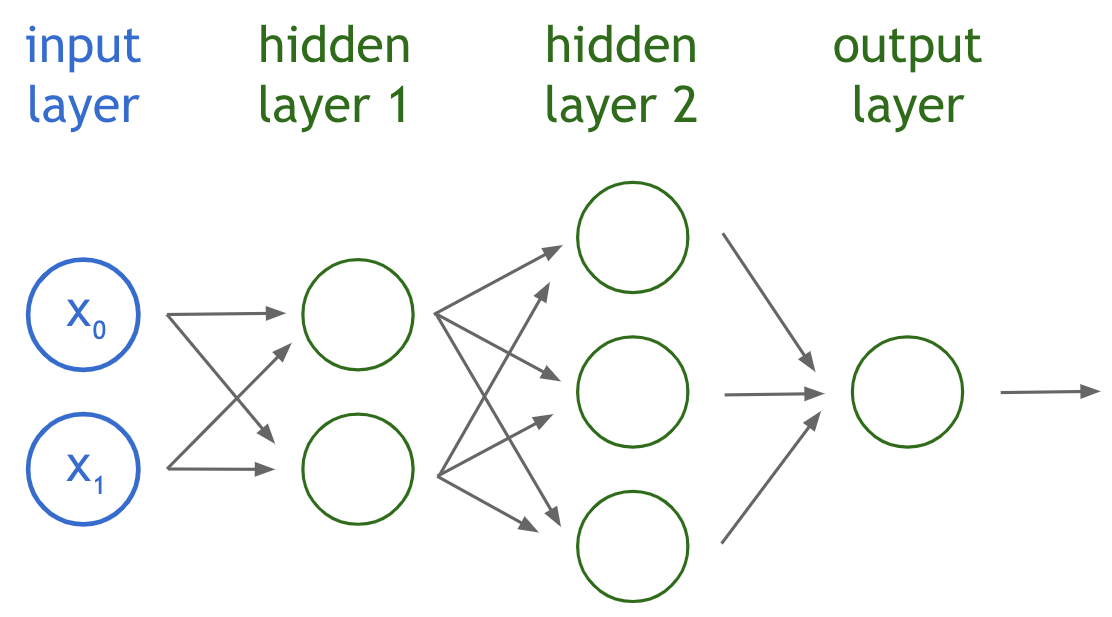 input
layer
hidden
layer 1
hidden
layer 2
output
layer
x0
x1